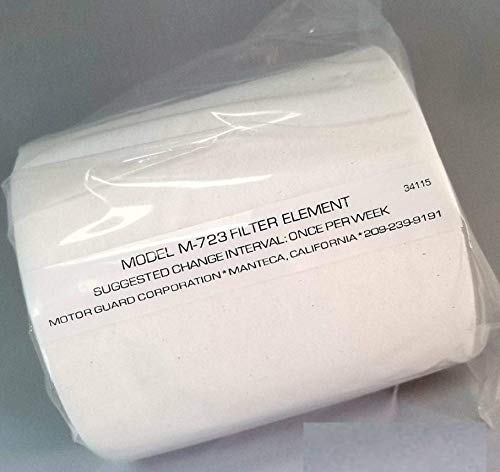 34115
MODEL M-723 FILTER ELEMENT
SUGGESTED CHANGE INTERVAL: ONCE PER WEEK
MOTOR GUARD CORPORATION * MANTECA, CALIFORNIA * 209-239-9191